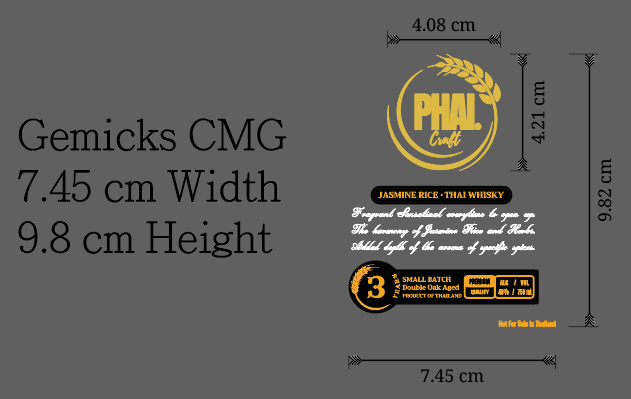 Gemicks CMG
7.45 cm Width
9.8 cm Height
4.08 cm
4.21 cm
9.82 cm
PHAL
Craft
JASMINE RICE • THAI WHISKY
Fragrant Sensational everytime to open up.
The harmony of Jasmine Rice and Herbs.
Added depth of the aroma of specific spices.
3
YEARS
SMALL BATCH
Double Oak Aged
PRODUCT OF THAILAND
PREMIUM
QUALITY
ALC / VOL
40% / 750 ml
Not For Sale in Thailand
7.45 cm